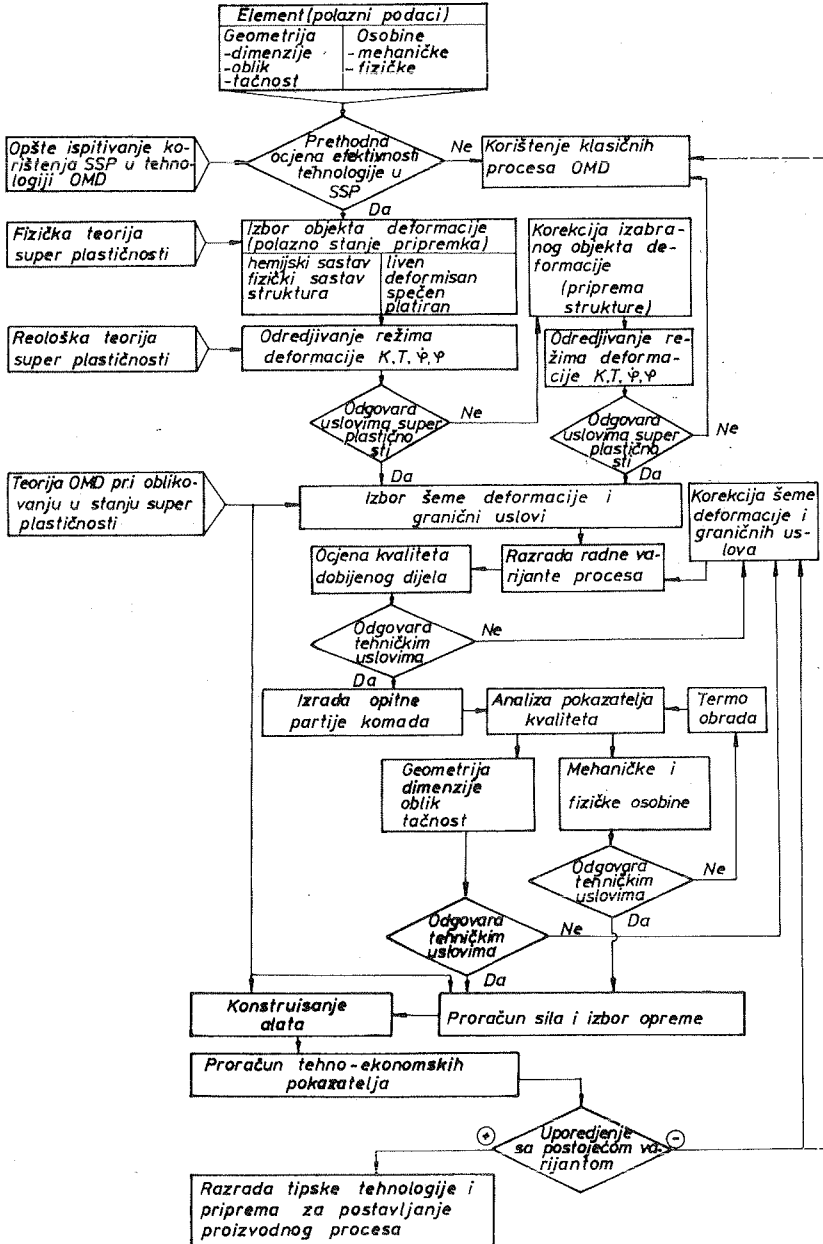 Element (polazni podaci)
Geometrija
-dimenzije
-oblik
-tačnost
Osobine
-mehaničke
-fizičke
Opšte ispitivanje ko-
rištenja SSP u tehno-
logiji OMD
Prethodna
ocjena efektivnosti
tehnologije u
SSP
Ne
Korištenje klasičnih
procesa OMD
Da
Fizička teorija
super plastičnosti
Izbor objekta deformacije
(polazno stanje pripremka)
hemijski sastav
fizički sastav
struktura
liven
deformisan
spečen
platiran
Korekcija izabra-
nog objekta de-
formacije
(priprema
strukture)
Reološka teorija
super plastičnosti
Odredjivanje režima
deformacije K,T,φ̇,φ
Odredjivanje re-
žima deforma-
cije K,T,φ̇,φ
Odgovara
uslovima super
plastično
sti
Ne
Odgovara
uslovima super
plastično
sti
Ne
Da
Da
Teorija OMD pri obliko-
vanju u stanju super
plastičnosti
Izbor šeme deformacije i
granični uslovi
Korekcija šeme
deformacije i
graničnih us-
lova
Ocjena kvaliteta
dobijenog dijela
Razrada radne va-
rijante procesa
Odgovara
tehničkim
uslovima
Ne
Da
Izrada opitne
partije komada
Analiza pokazatelja
kvaliteta
Termo
obrada
Geometrija
dimenzije
oblik
tačnost
Mehaničke i
fizičke osobine
Odgovara
tehničkim
uslovima
Ne
Da
Odgovara
tehničkim
uslovima
Ne
Da
Konstruisanje
alata
Proračun sila i izbor opreme
Proračun tehno-ekonomskih
pokazatelja
+
Uporedjenje
sa postojećom va-
rijantom
-
Razrada tipske tehnologije i
priprema za postavljanje
proizvodnog procesa